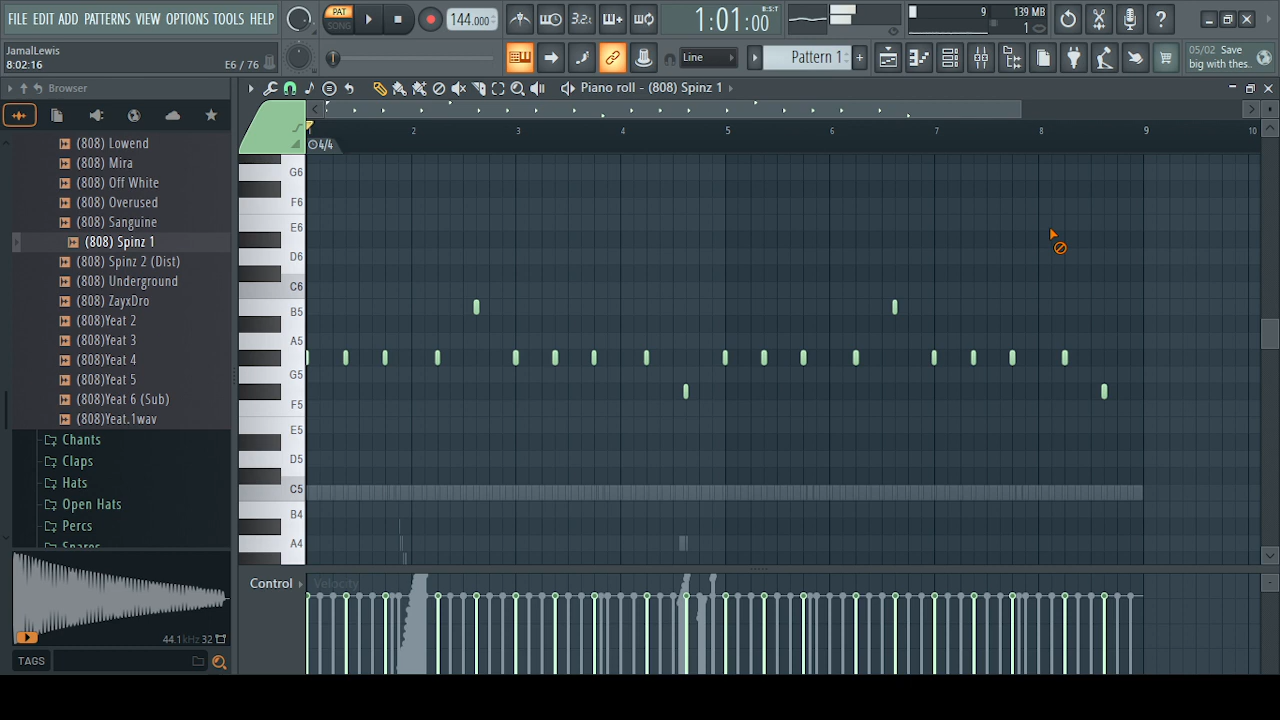 FILE EDIT ADD PATTERNS VIEW OPTIONS TOOLS HELP
PAT
SONG
144.000
3.2
1:01:00
B:S:T
9
139 MB
1
JamalLewis
8:02:16
E6 / 76
Line
Pattern 1
05/02 Save
big with thes..
Browser
Piano roll - (808) Spinz 1
1 2 3 4 5 6 7 8 9 10
4/4
(808) Lowend
(808) Mira
(808) Off White
(808) Overused
(808) Sanguine
(808) Spinz 1
(808) Spinz 2 (Dist)
(808) Underground
(808) ZayxDro
(808)Yeat 2
(808)Yeat 3
(808)Yeat 4
(808)Yeat 5
(808)Yeat 6 (Sub)
(808)Yeat.1wav
Chants
Claps
Hats
Open Hats
Percs
Snares
G6
F6
E6
D6
C6
B5
A5
G5
F5
E5
D5
C5
B4
A4
Control
Velocity
44.1kHz 32
TAGS